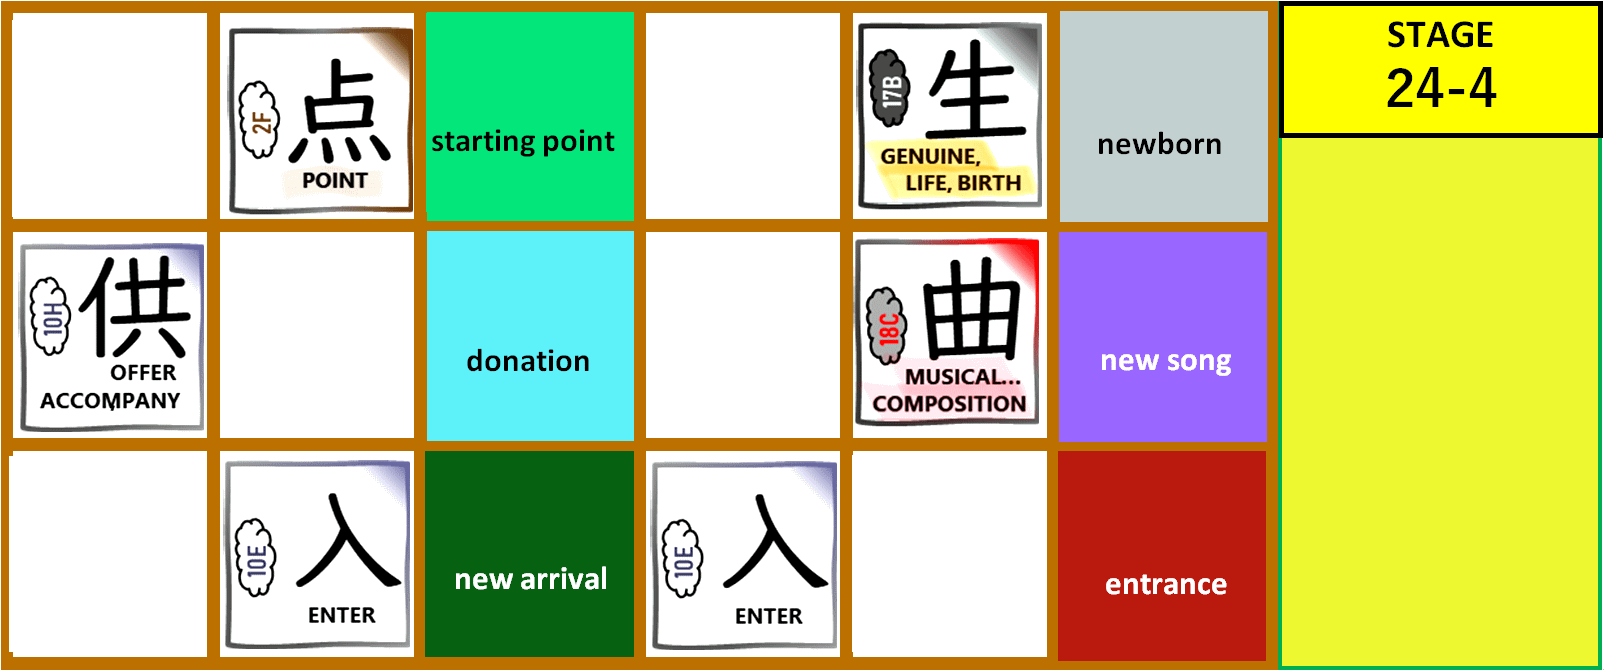 2F
点
POINT
starting point
17B
生
GENUINE,
LIFE, BIRTH
newborn
STAGE
24-4
10H
供
OFFER
ACCOMPANY
donation
18C
曲
MUSICAL...
COMPOSITION
new song
10E
入
ENTER
new arrival
10E
入
ENTER
entrance